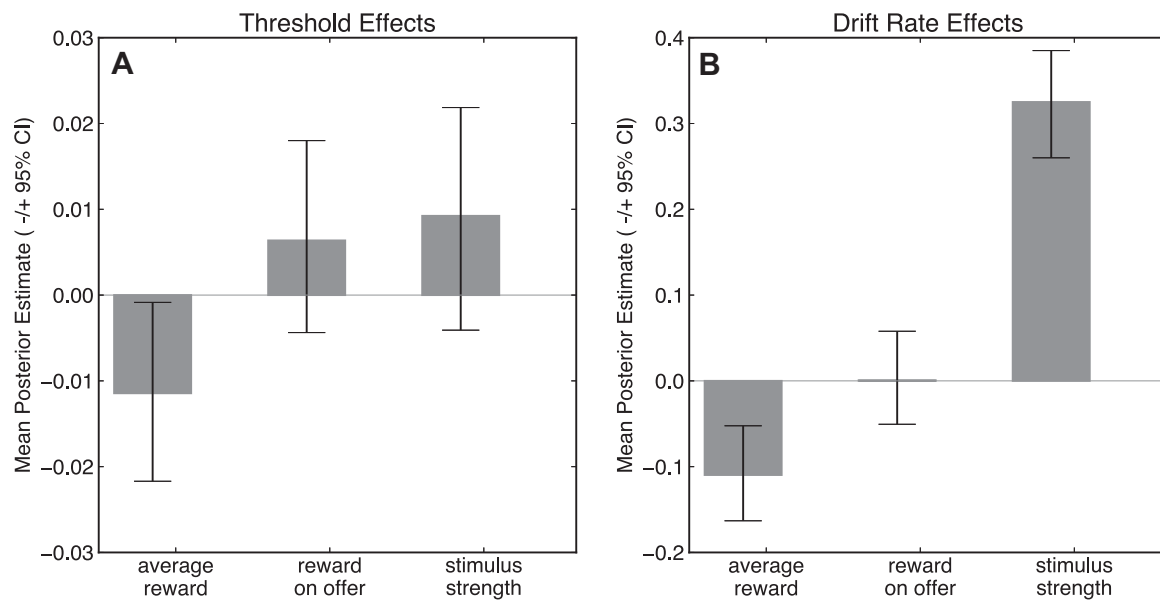 Threshold Effects
A
Mean Posterior Estimate ( -/+ 95% CI)
0.03
0.02
0.01
0.00
−0.01
−0.02
−0.03
average
reward
reward
on offer
stimulus
strength
Drift Rate Effects
B
Mean Posterior Estimate ( -/+ 95% CI)
0.4
0.3
0.2
0.1
0.0
−0.1
−0.2
average
reward
reward
on offer
stimulus
strength